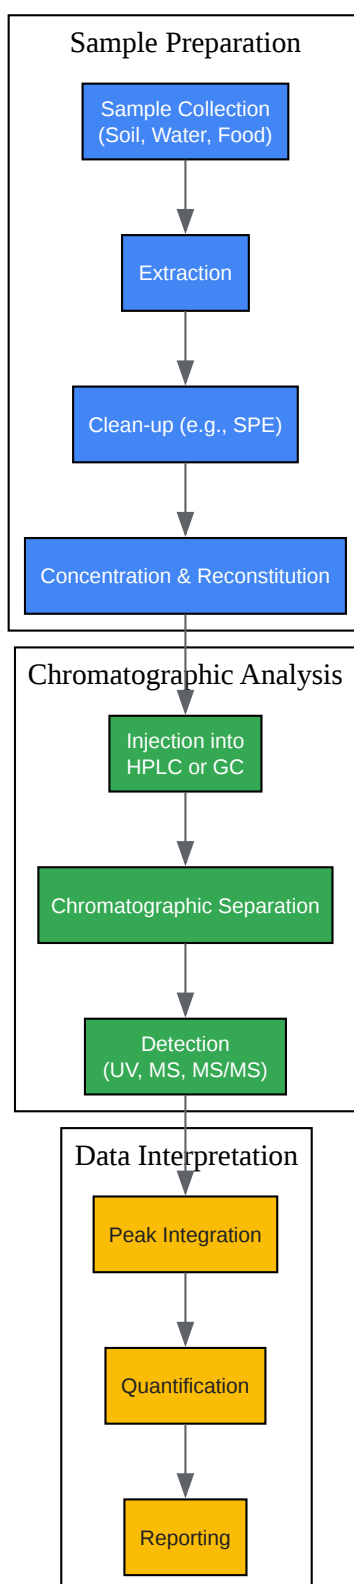 Sample Preparation
Sample Collection
(Soil, Water, Food)
Extraction
Clean-up (e.g., SPE)
Concentration & Reconstitution
Chromatographic Analysis
Injection into
HPLC or GC
Chromatographic Separation
Detection
(UV, MS, MS/MS)
Data Interpretation
Peak Integration
Quantification
Reporting